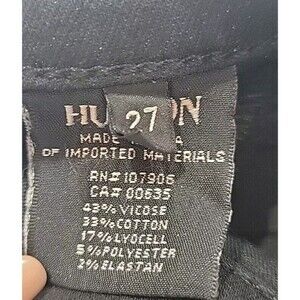 HU ON
27
MADE A
OF IMPORTED MATERIALS
RN#107906
CA#00635
43%VICOSE
33%COTTON
17%LYOCELL
5%POLYESTER
2%ELASTAN